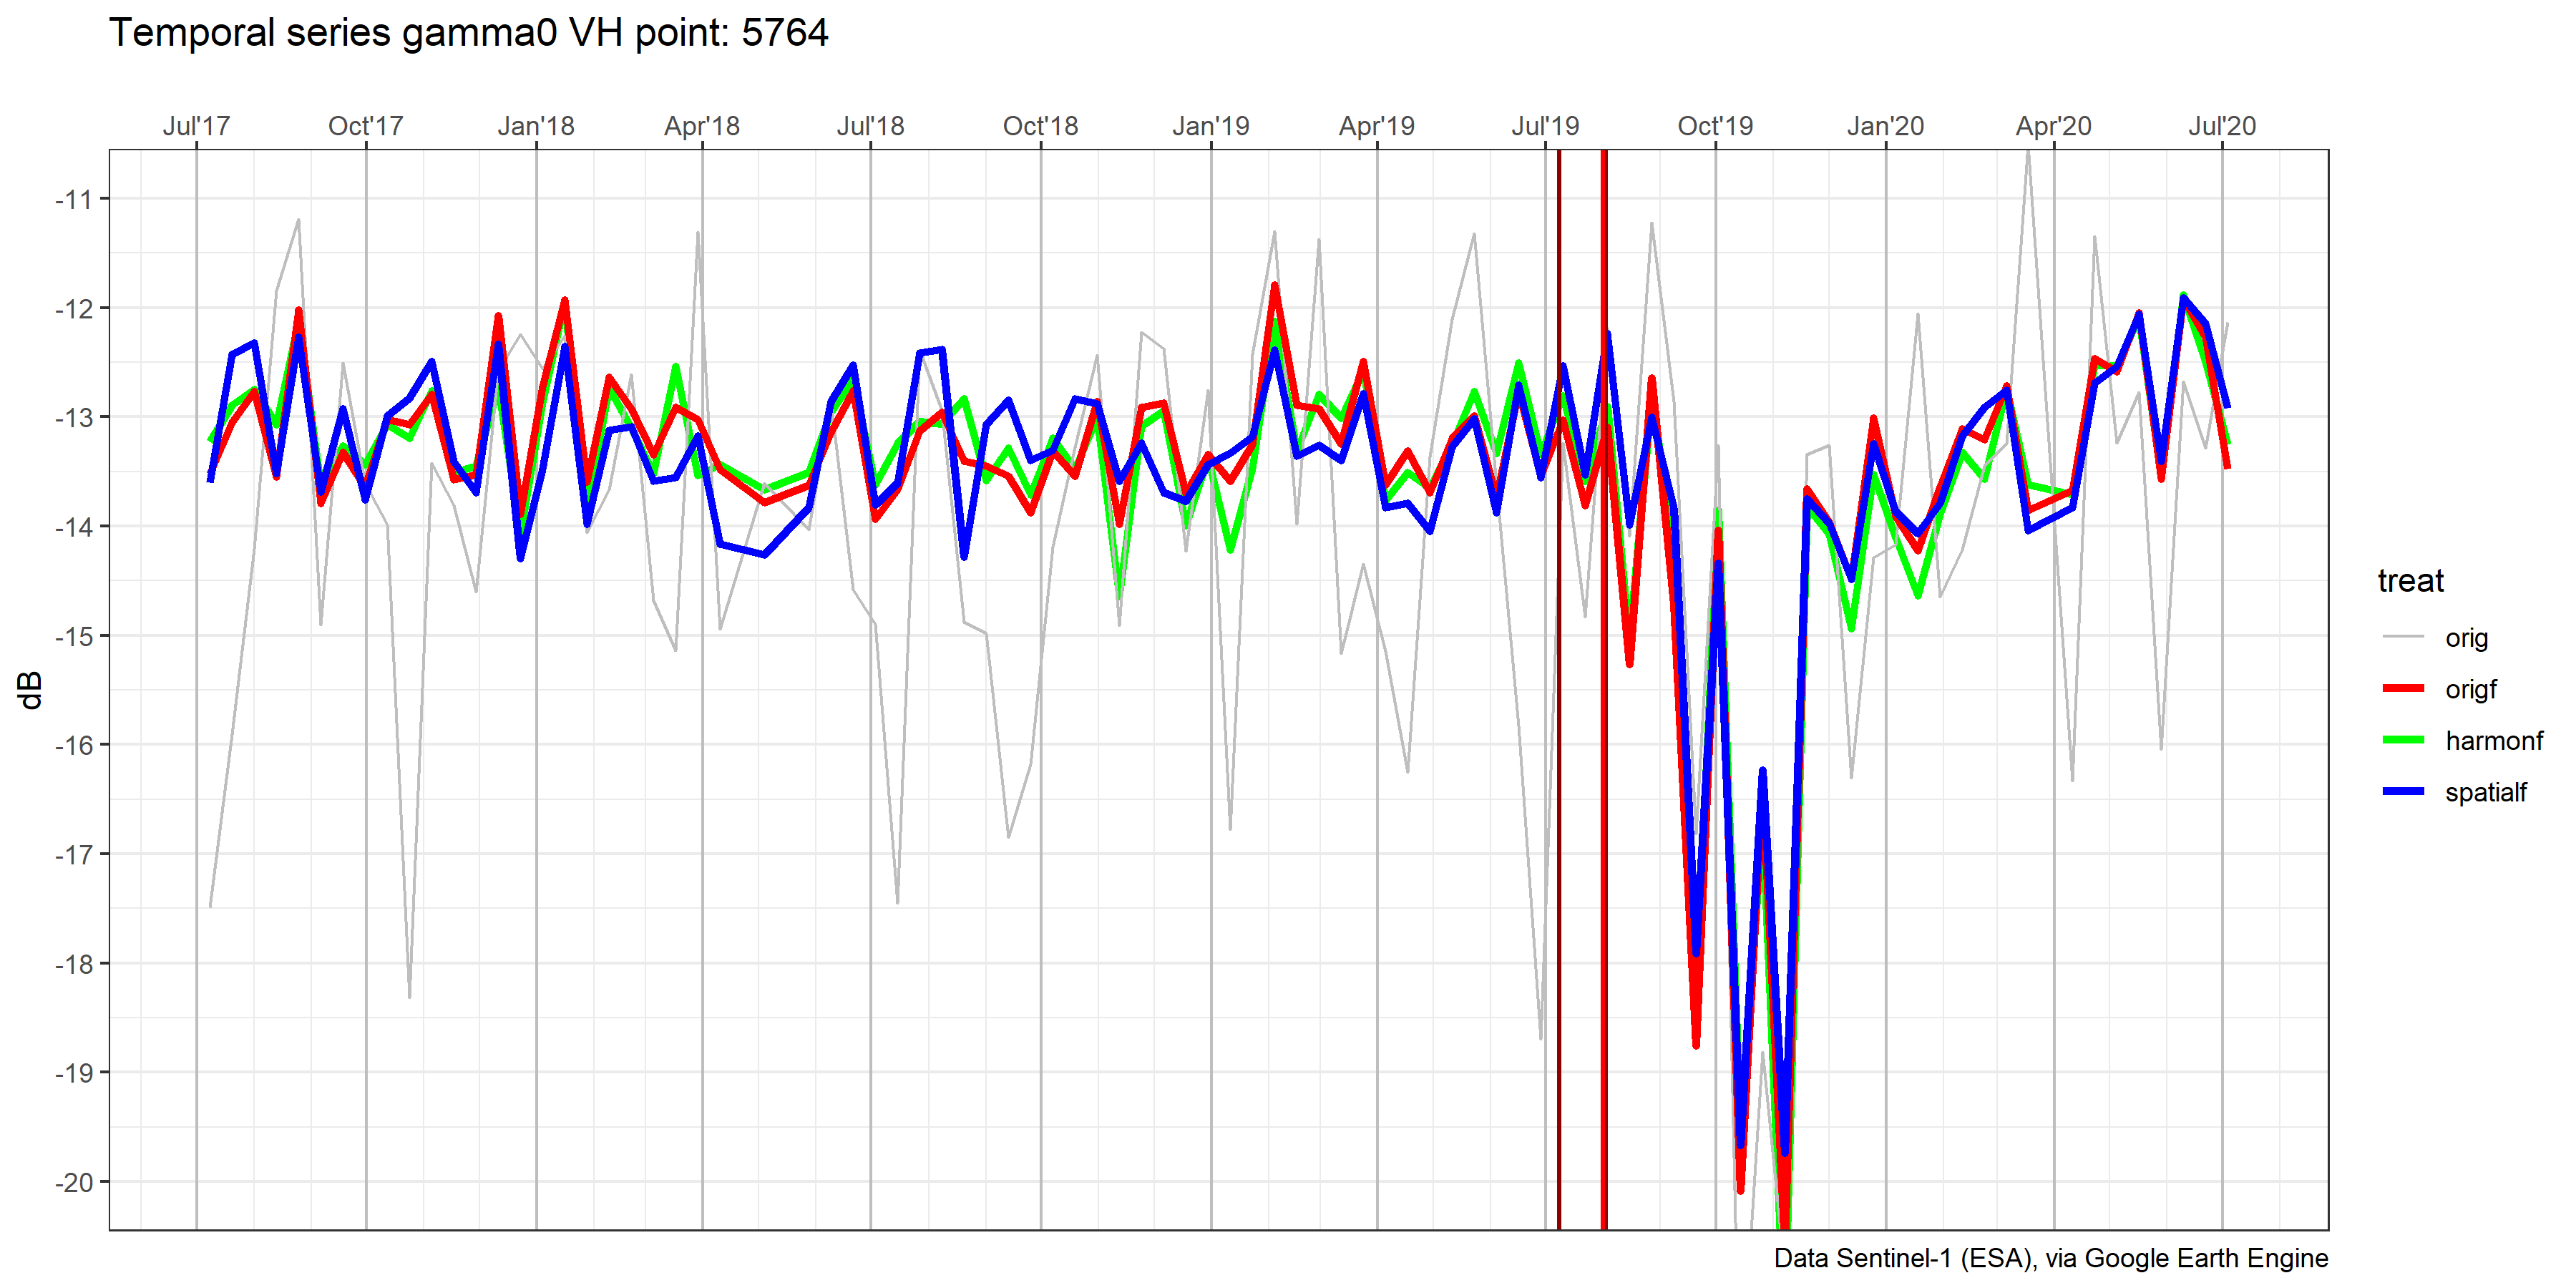 Temporal series gamma0 VH point: 5764
Jul'17 Oct'17 Jan'18 Apr'18 Jul'18 Oct'18 Jan'19 Apr'19 Jul'19 Oct'19 Jan'20 Apr'20 Jul'20
-11
-12
-13
-14
-15
-16
-17
-18
-19
-20
dB
treat
orig
origf
harmonf
spatialf
Data Sentinel-1 (ESA), via Google Earth Engine